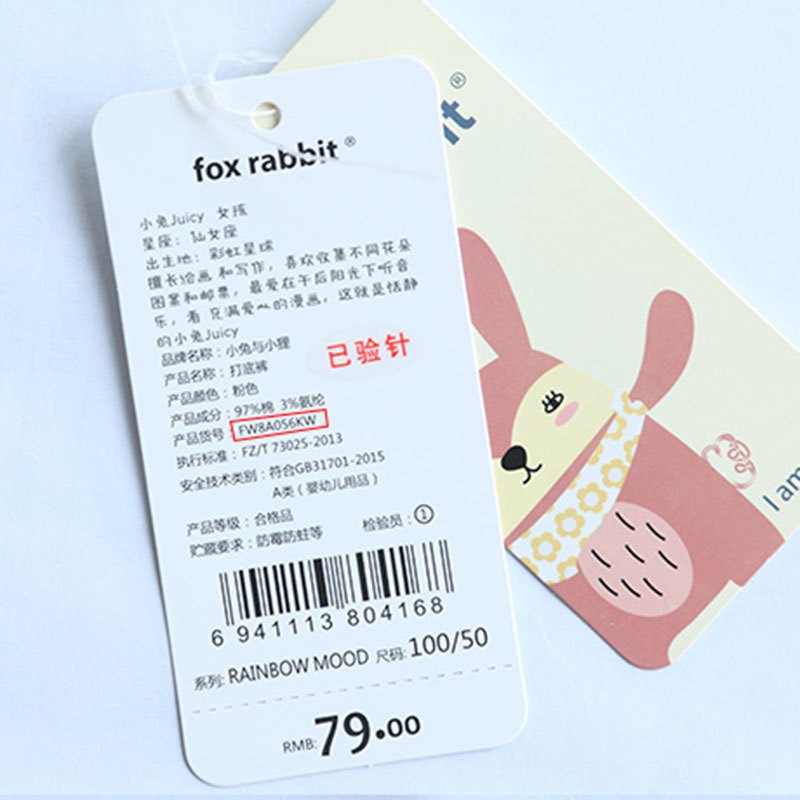 fox rabbit ®
小兔Juicy 女孩
星座：仙女座
出生地：彩虹星球
擅长绘画 和写作，喜欢收集不同花朵
图案和邮票，最爱在午后阳光下听音
乐，看 充满爱心的漫画，这就是恬静
的小兔Juicy
品牌名称：小兔与小狸
已验针
产品名称：打底裤
产品颜色：粉色
产品成分：97%棉 3%氨纶
产品货号：FW8A056KW
执行标准：FZ/T 73025-2013
安全技术类别：符合GB31701-2015
A类（婴幼儿用品）
产品等级：合格品 检验员：①
贮藏要求：防霉防蛀等
6 941113 804168
系列: RAINBOW MOOD 尺码: 100/50
RMB: 79.00
it ®
I am